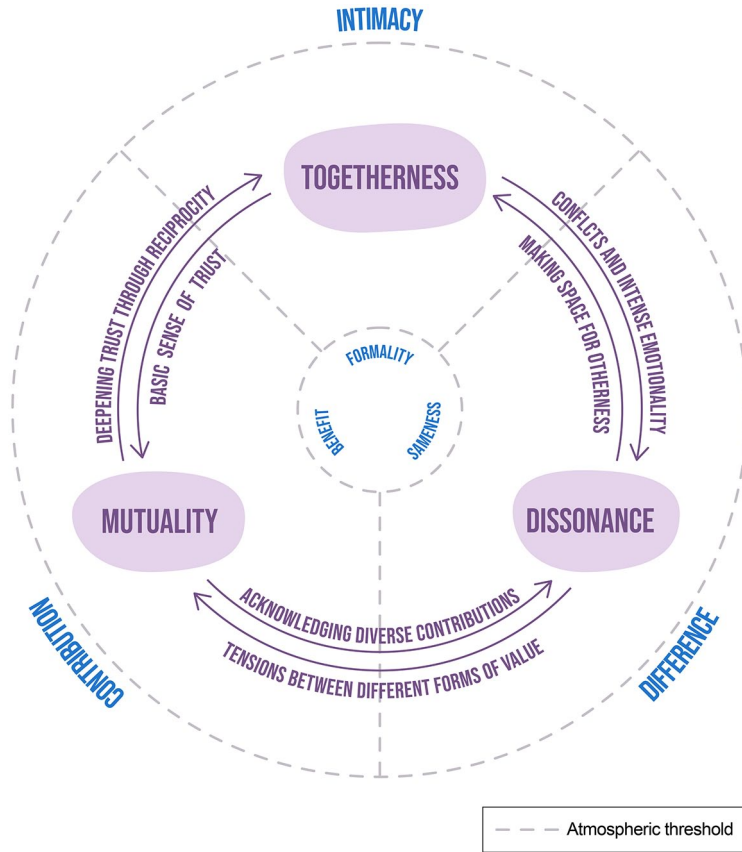 INTIMACY
TOGETHERNESS
DEEPENING TRUST THROUGH RECIPROCITY
BASIC SENSE OF TRUST
CONFLCTS AND INTENSE EMOTIONALITY
MAKING SPACE FOR OTHERNESS
FORMALITY
BENEFIT
SAMENESS
MUTUALITY
DISSONANCE
ACKNOWLEDGING DIVERSE CONTRIBUTIONS
TENSIONS BETWEEN DIFFERENT FORMS OF VALUE
CONTRIBUTION
DIFFERENCE
Atmospheric threshold